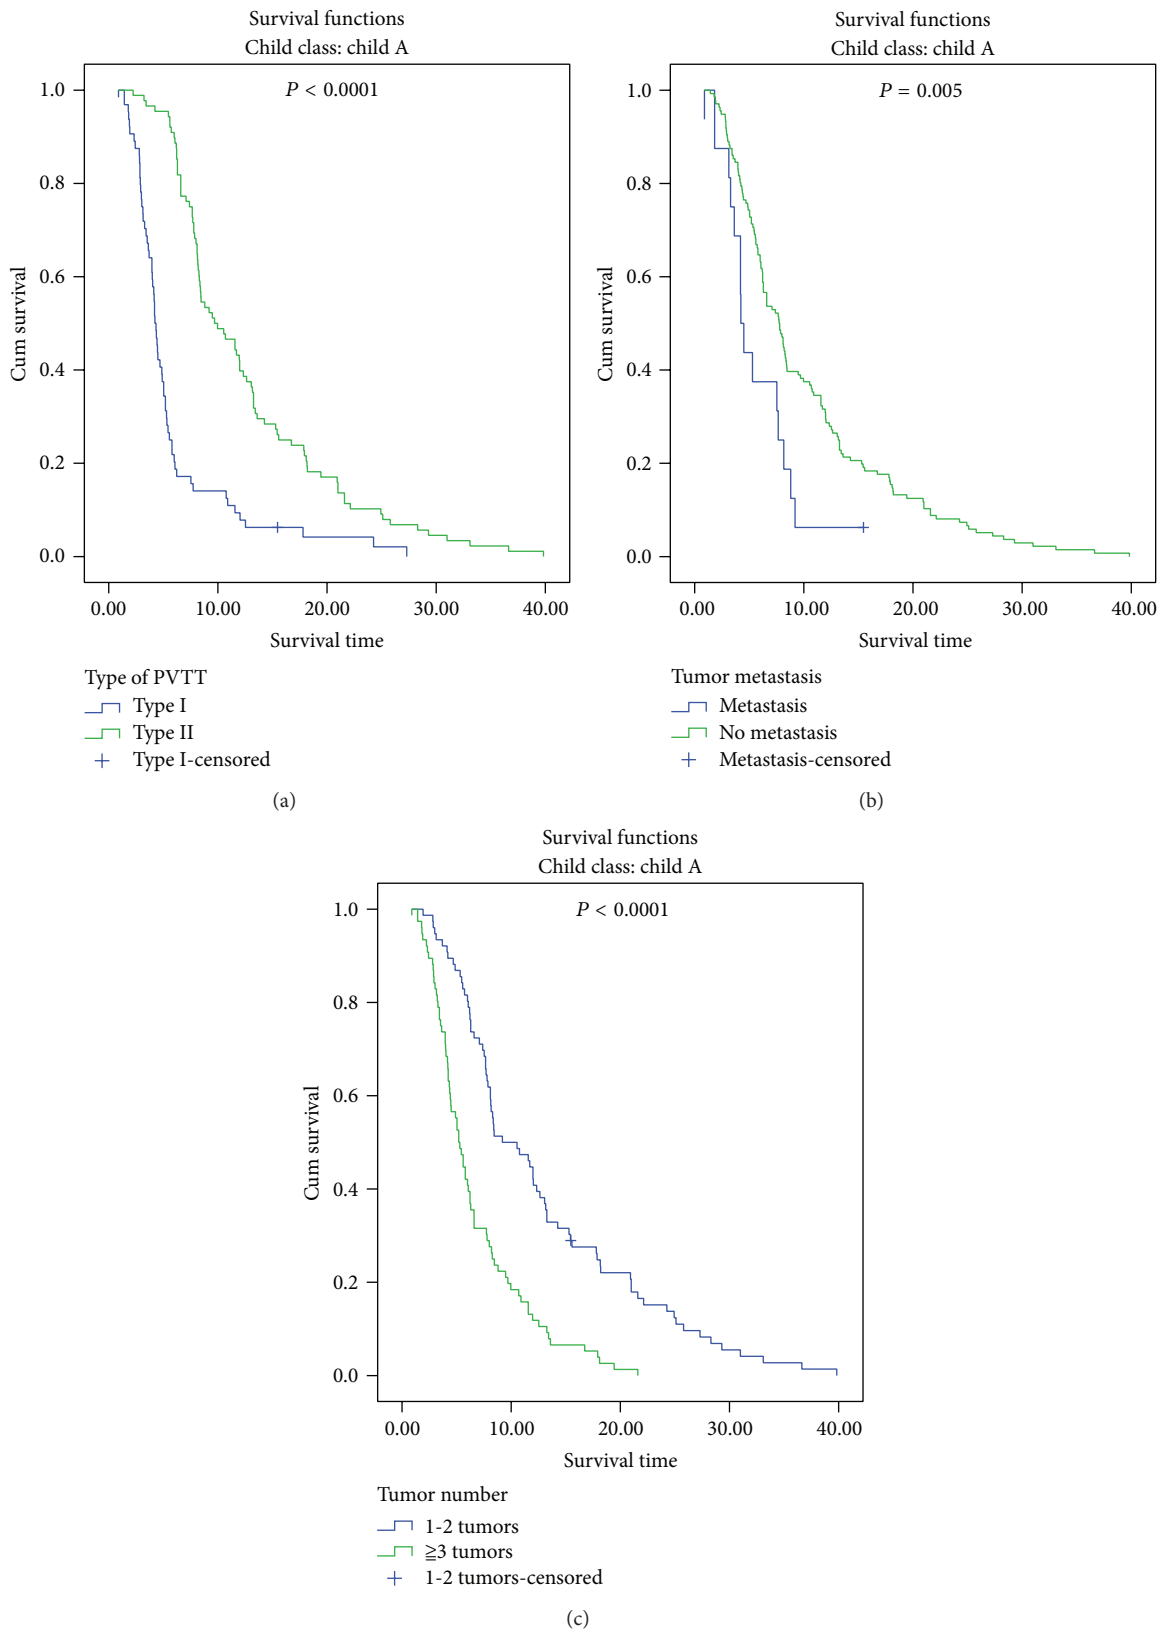 Survival functions
Child class: child A
P < 0.0001
1.0
0.8
0.6
0.4
0.2
0.0
Cum survival
0.00 10.00 20.00 30.00 40.00
Survival time
Type of PVTT
Type I
Type II
Type I-censored
(a)
Survival functions
Child class: child A
P = 0.005
1.0
0.8
0.6
0.4
0.2
0.0
Cum survival
0.00 10.00 20.00 30.00 40.00
Survival time
Tumor metastasis
Metastasis
No metastasis
Metastasis-censored
(b)
Survival functions
Child class: child A
P < 0.0001
1.0
0.8
0.6
0.4
0.2
0.0
Cum survival
0.00 10.00 20.00 30.00 40.00
Survival time
Tumor number
1-2 tumors
≧3 tumors
1-2 tumors-censored
(c)